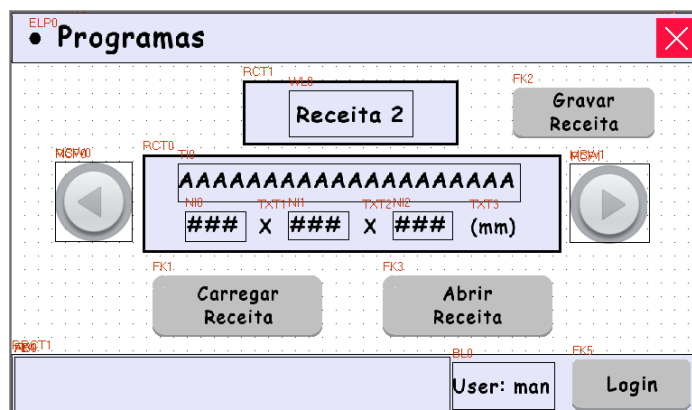 ELP0
• Programas
RCT1
WL0
FK2
Receita 2
Gravar
Receita
RCT0
TI0
AAAAAAAAAAAAAAAAAAAA
NI0 TXT1 NI1 TXT2 NI2 TXT3
### X ### X ### (mm)
FK1
FK3
Carregar
Receita
Abrir
Receita
BL0
FK5
User: man
Login